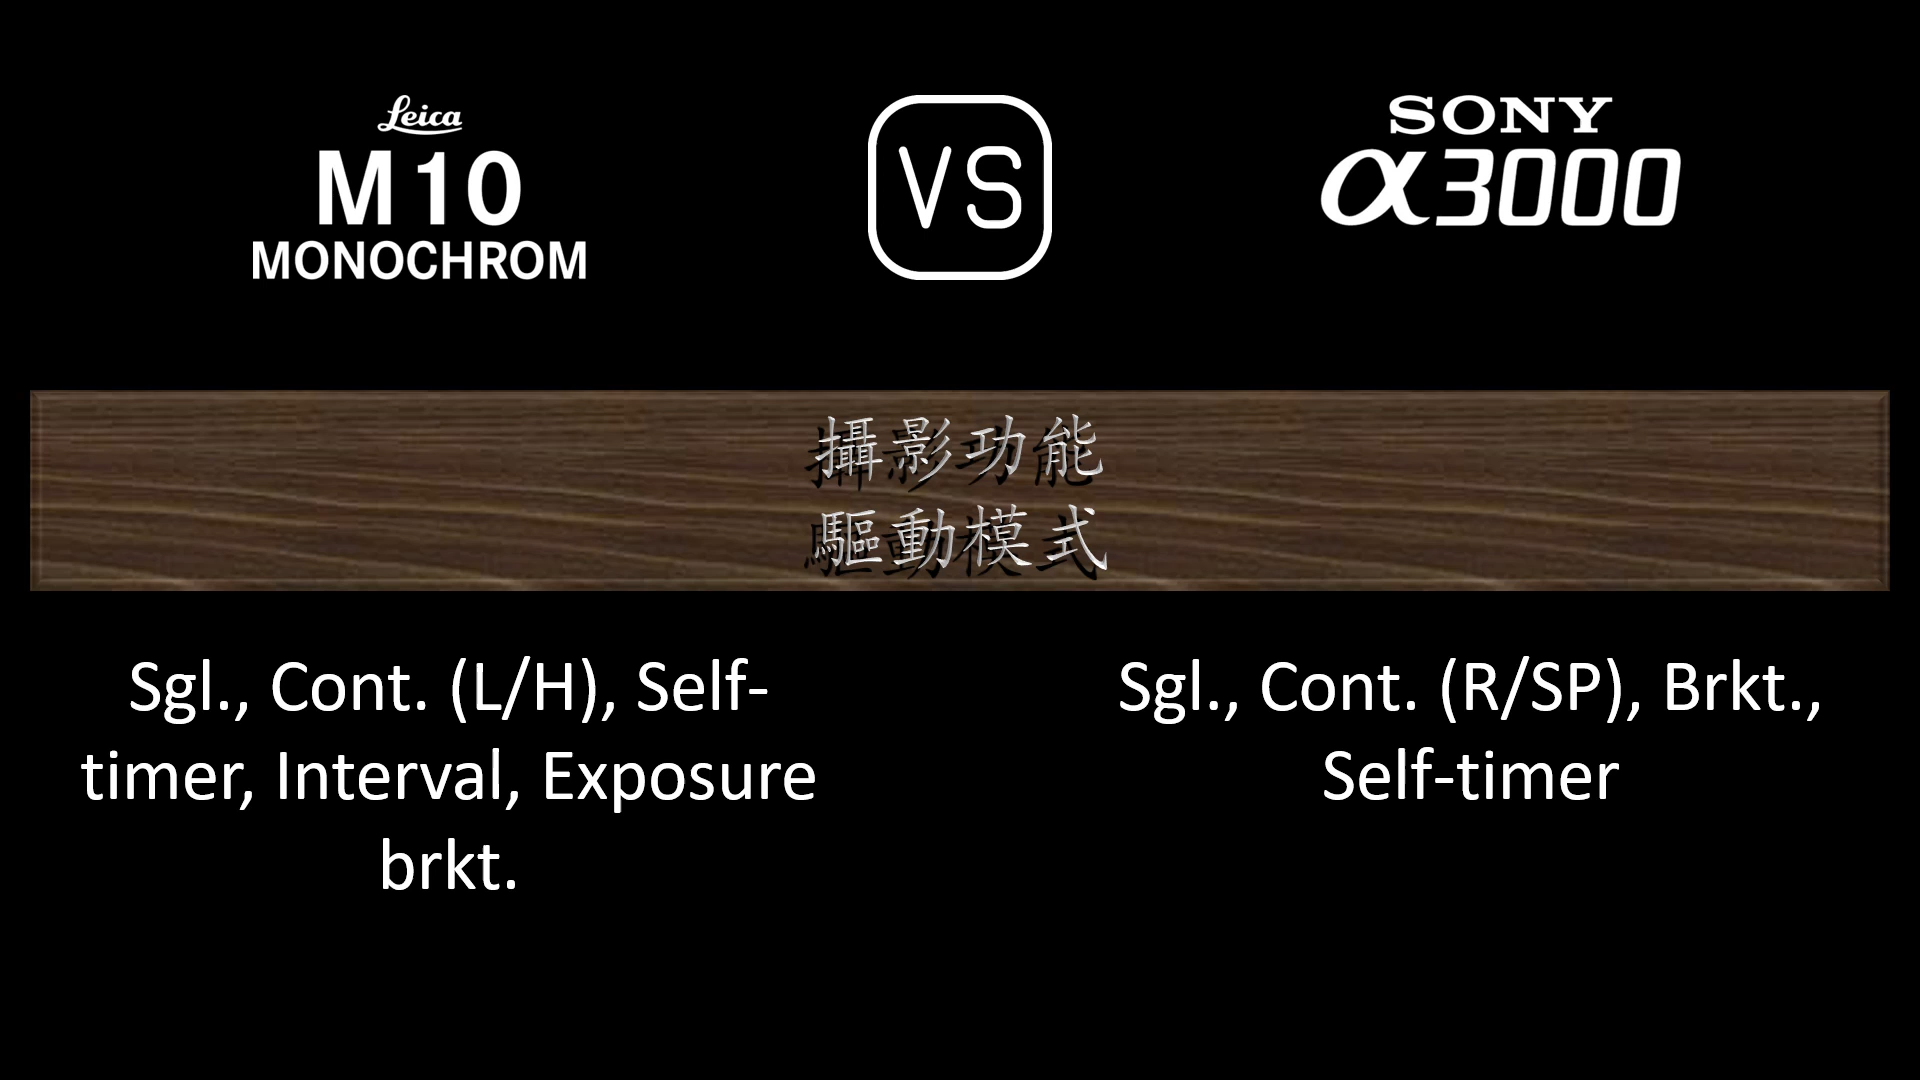 Leica
M10
MONOCHROM
VS
SONY
α3000
攝影功能
驅動模式
Sgl., Cont. (L/H), Self-
timer, Interval, Exposure
brkt.
Sgl., Cont. (R/SP), Brkt.,
Self-timer